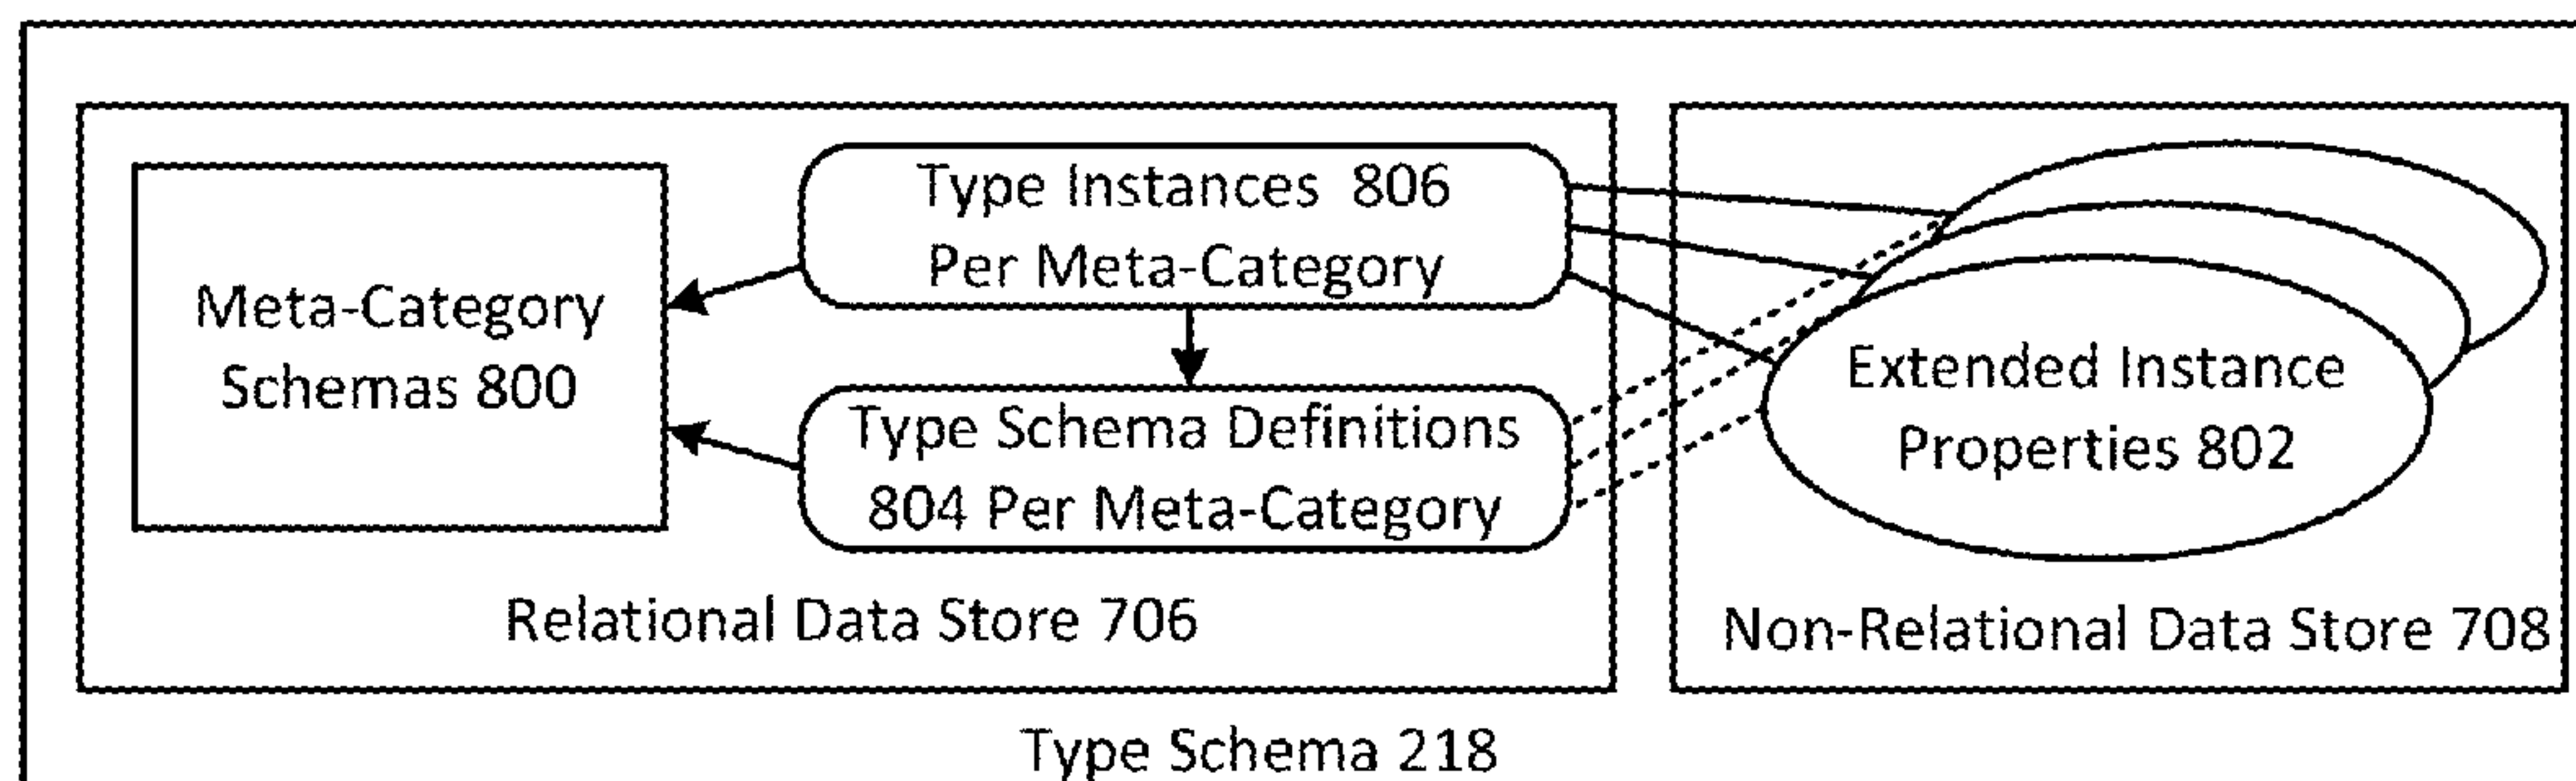 Type Instances 806
Per Meta-Category
Meta-Category
Schemas 800
Type Schema Definitions
804 Per Meta-Category
Extended Instance
Properties 802
Relational Data Store 706
Non-Relational Data Store 708
Type Schema 218